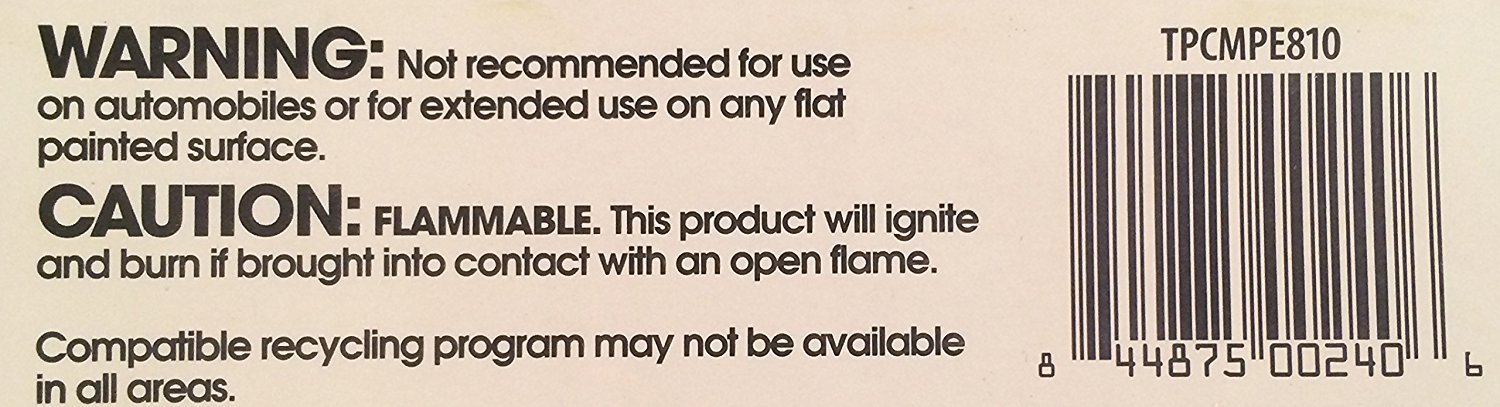 WARNING: Not recommended for use
on automobiles or for extended use on any flat
painted surface.
CAUTION: FLAMMABLE. This product will ignite
and burn if brought into contact with an open flame.
Compatible recycling program may not be available
in all areas.
TPCMPE810
8 44875 00240 6